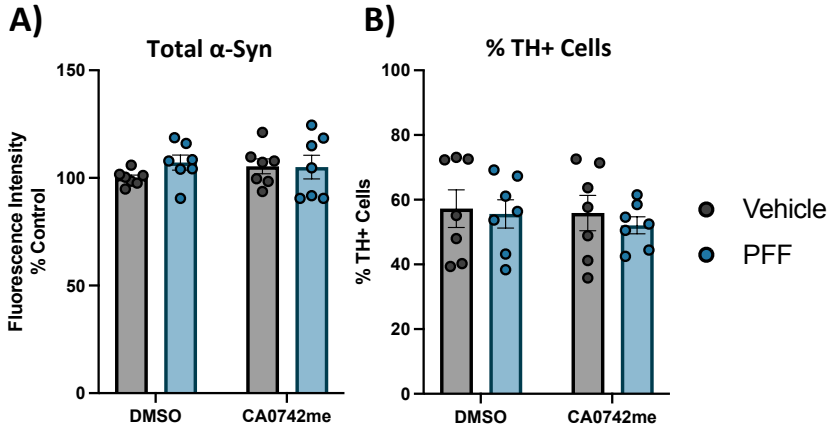 A)
Total α-Syn
Fluorescence Intensity
% Control
150
100
50
0
DMSO
CA0742me
B)
% TH+ Cells
% TH+ Cells
100
80
60
40
20
0
DMSO
CA0742me
Vehicle
PFF